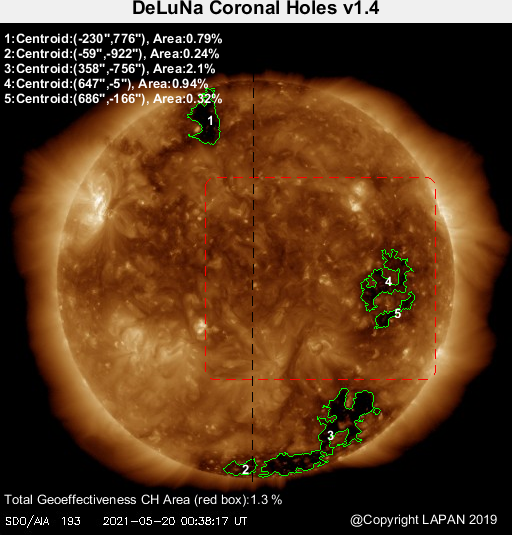 DeLuNa Coronal Holes v1.4
1:Centroid:(-230",776"), Area:0.79%
2:Centroid:(-59",-922"), Area:0.24%
3:Centroid:(358",-756"), Area:2.1%
4:Centroid:(647",-5"), Area:0.94%
5:Centroid:(686",-166"), Area:0.32%
1
4
5
3
2
Total Geoeffectiveness CH Area (red box):1.3 %
SDO/AIA 193 2021-05-20 00:38:17 UT
@Copyright LAPAN 2019